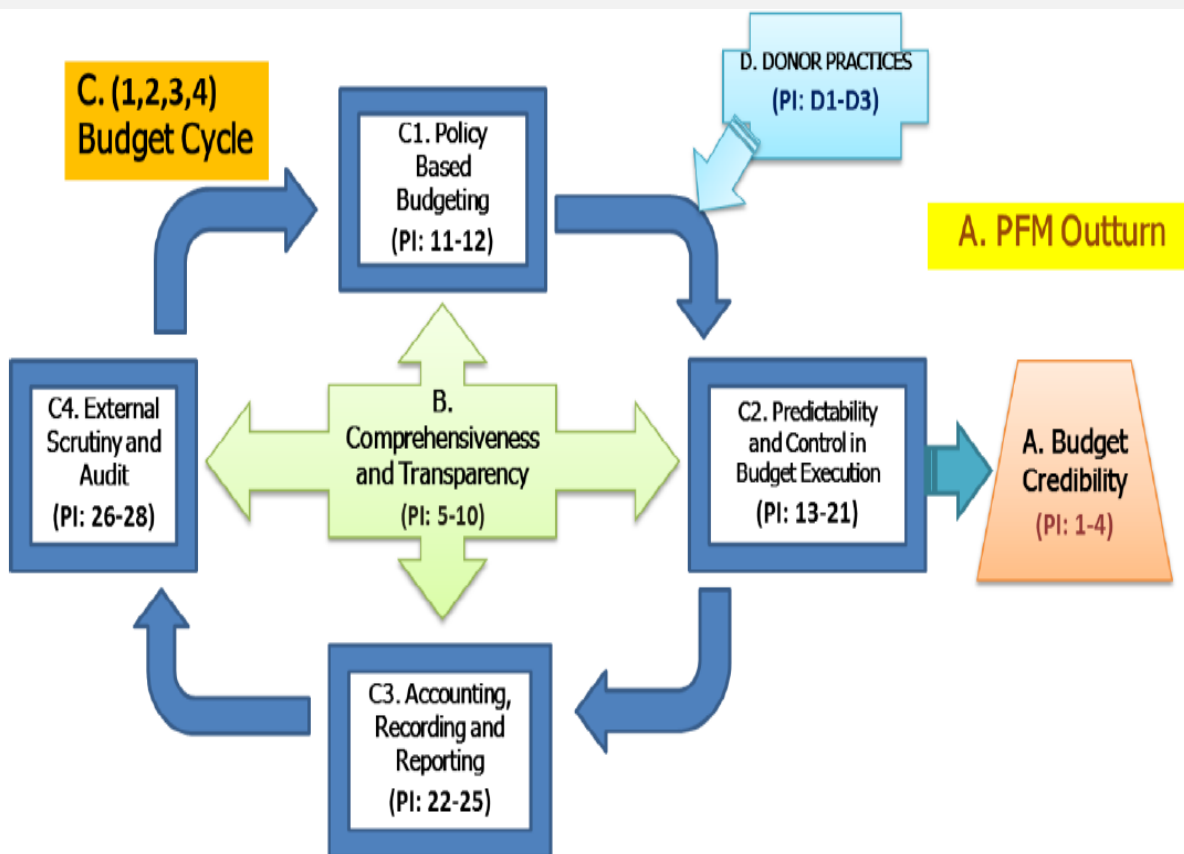 C. (1,2,3,4)
Budget Cycle
D. DONOR PRACTICES
(PI: D1-D3)
C1. Policy
Based
Budgeting
(PI: 11-12)
A. PFM Outturn
C4. External
Scrutiny and
Audit
(PI: 26-28)
B.
Comprehensiveness
and Transparency
(PI: 5-10)
C2. Predictability
and Control in
Budget Execution
(PI: 13-21)
A. Budget
Credibility
(PI: 1-4)
C3. Accounting,
Recording and
Reporting
(PI: 22-25)